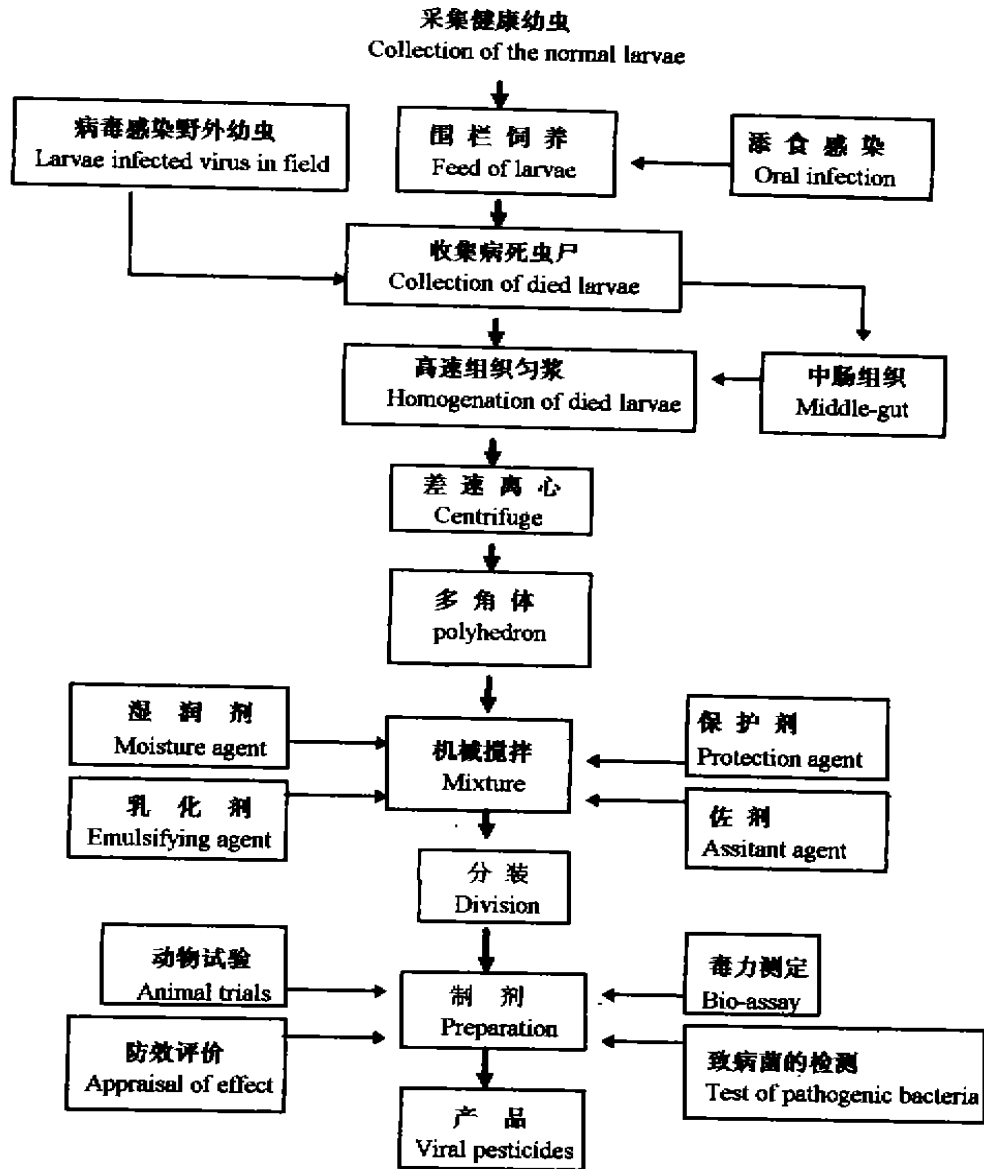 采集健康幼虫
Collection of the normal larvae
病毒感染野外幼虫
Larvae infected virus in field
围栏饲养
Feed of larvae
添食感染
Oral infection
收集病死虫尸
Collection of died larvae
高速组织匀浆
Homogenation of died larvae
中肠组织
Middle-gut
差速离心
Centrifuge
多角体
polyhedron
湿润剂
Moisture agent
机械搅拌
Mixture
保护剂
Protection agent
乳化剂
Emulsifying agent
佐剂
Assitant agent
分装
Division
动物试验
Animal trials
制剂
Preparation
毒力测定
Bio-assay
防效评价
Appraisal of effect
致病菌的检测
Test of pathogenic bacteria
产品
Viral pesticides